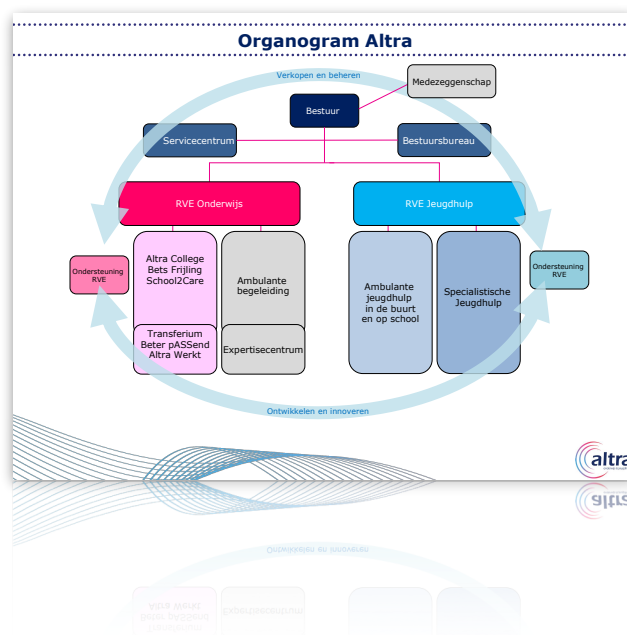 Organogram Altra
Verkopen en beheren
Medezeggenschap
Bestuur
Servicecentrum
Bestuursbureau
RVE Onderwijs
RVE Jeugdhulp
Ondersteuning
RVE
Altra College
Bets Frijling
School2Care
Ambulante
begeleiding
Ambulante
jeugdhulp
in de buurt
en op school
Specialistische
Jeugdhulp
Ondersteuning
RVE
Transferium
Beter pASSend
Altra Werkt
Expertisecentrum
Ontwikkelen en innoveren
altra